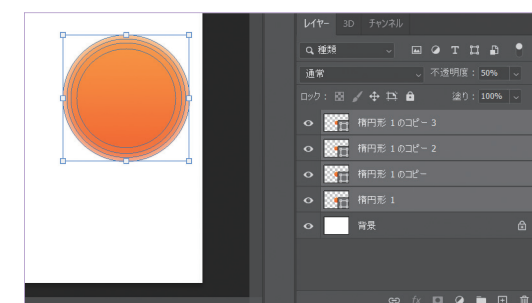 レイヤー 3D チャンネル
種類
通常 不透明度： 50%
ロック： 塗り： 100%
楕円形 1 のコピー 3
楕円形 1 のコピー 2
楕円形 1 のコピー
楕円形 1
背景
fx